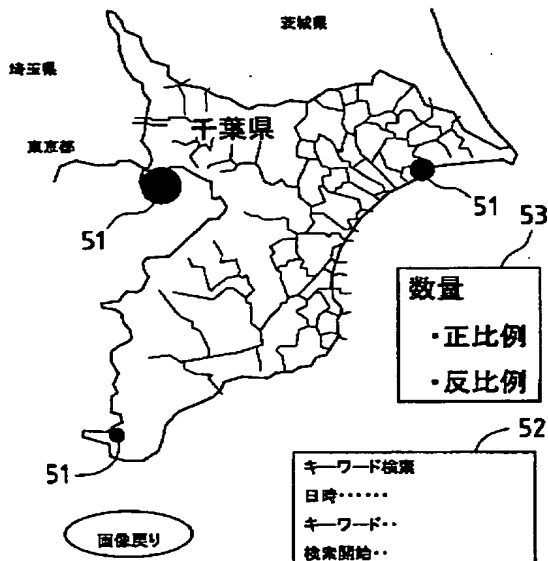 茨城県
埼玉県
千葉県
東京都
51
51
53
数量
・正比例
・反比例
52
51
キーワード検索
日時・・・・・・
キーワード・・
検索開始・・
画像戻り